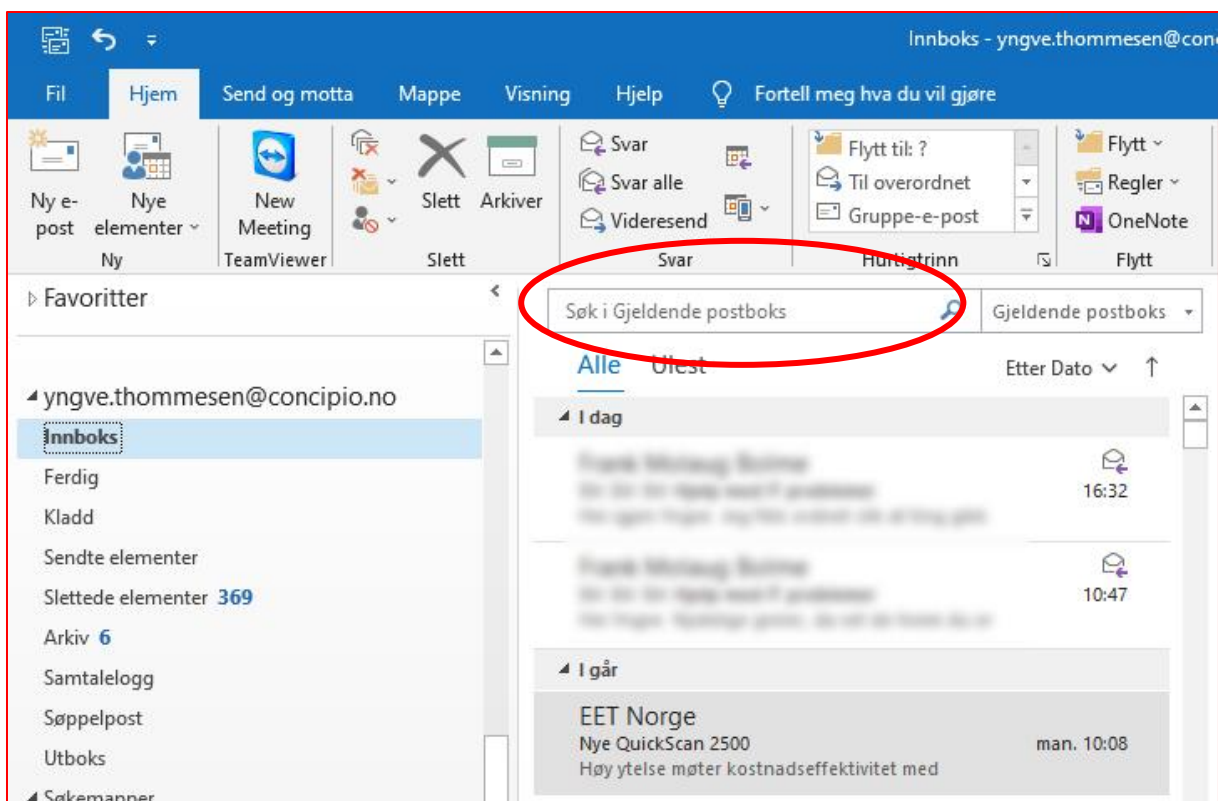 Innboks - yngve.thommesen@conc
Fil Hjem Send og motta Mappe Visning Hjelp Fortell meg hva du vil gjøre
Ny e-post
Nye elementer
Ny
New Meeting
TeamViewer
Slett
Arkiver
Slett
Svar
Svar alle
Videresend
Svar
Flytt til: ?
Til overordnet
Gruppe-e-post
Hurtigtrinn
Flytt
Regler
OneNote
Flytt
Favoritter
yngve.thommesen@concipio.no
Innboks
Ferdig
Kladd
Sendte elementer
Slettede elementer 369
Arkiv 6
Samtalelogg
Søppelpost
Utboks
Søkemapper
Søk i Gjeldende postboks
Gjeldende postboks
Alle Ulest
Etter Dato
I dag
16:32
10:47
I går
EET Norge
Nye QuickScan 2500 man. 10:08
Høy ytelse møter kostnadseffektivitet med